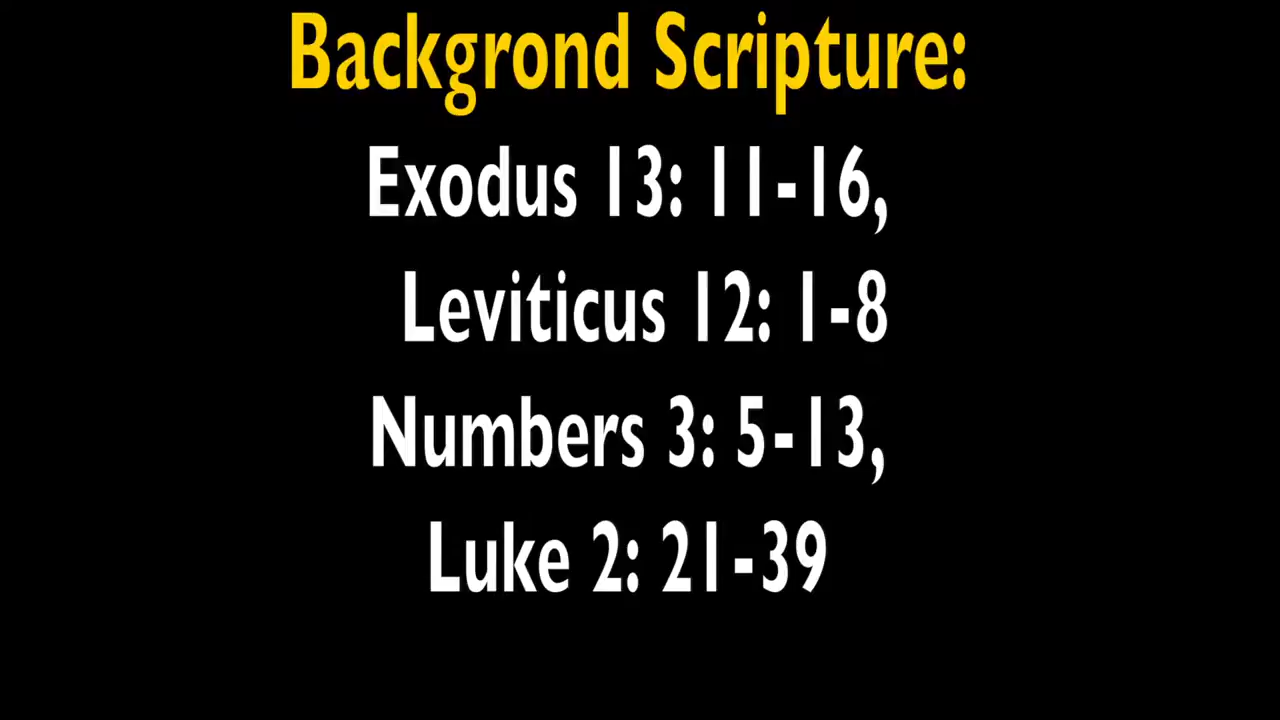 Backgrond Scripture:
Exodus 13: 11-16,
Leviticus 12: 1-8
Numbers 3: 5-13,
Luke 2: 21-39